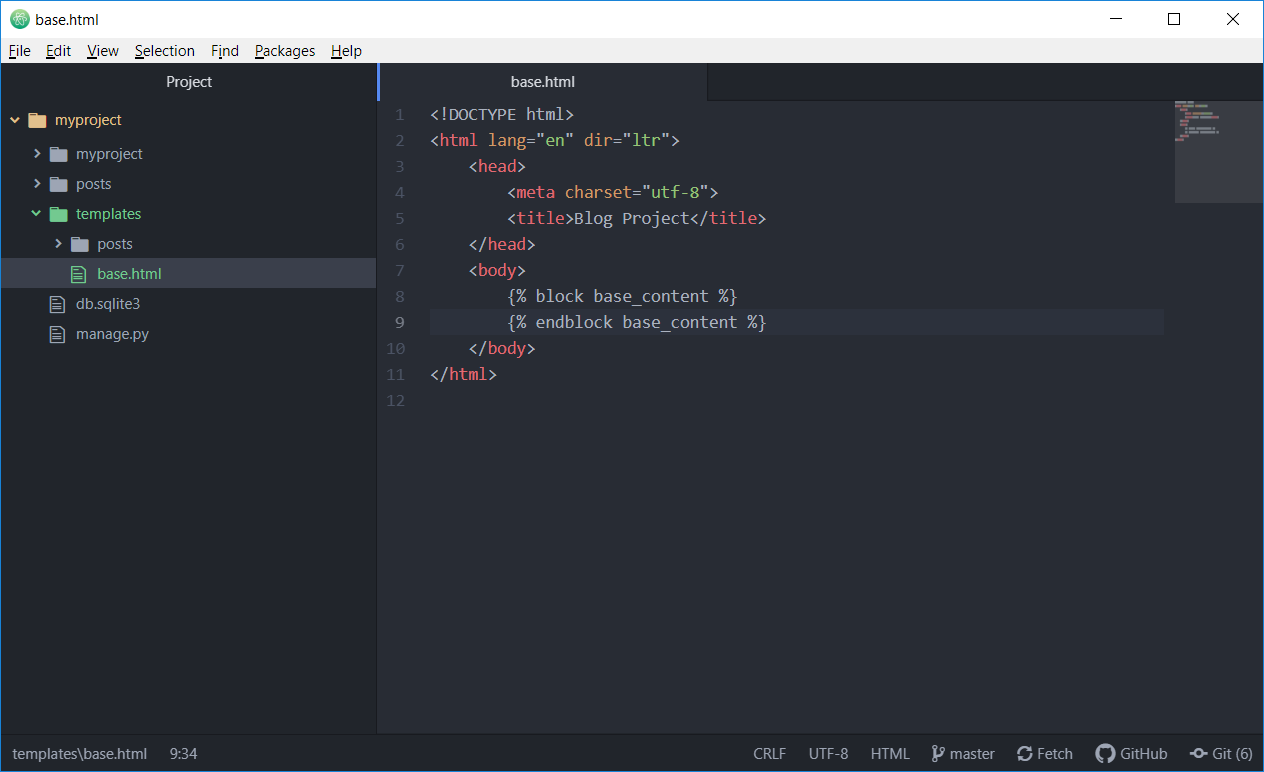 base.html
File Edit View Selection Find Packages Help
Project
myproject
myproject
posts
templates
posts
base.html
db.sqlite3
manage.py
base.html
1 <!DOCTYPE html>
2 <html lang="en" dir="ltr">
3 <head>
4 <meta charset="utf-8">
5 <title>Blog Project</title>
6 </head>
7 <body>
8 {% block base_content %}
9 {% endblock base_content %}
10 </body>
11 </html>
12
templates\base.html 9:34 CRLF UTF-8 HTML master Fetch GitHub Git (6)